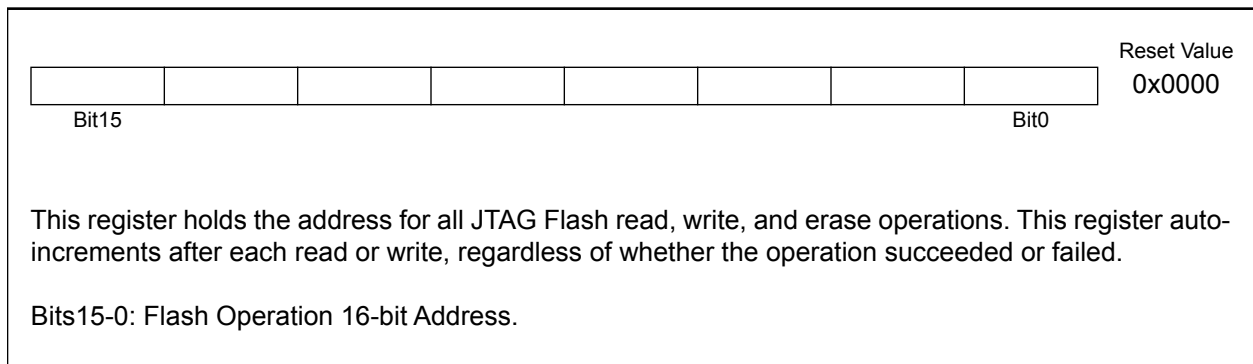 Reset Value
0x0000
Bit15 Bit0
This register holds the address for all JTAG Flash read, write, and erase operations. This register auto-
increments after each read or write, regardless of whether the operation succeeded or failed.
Bits15-0: Flash Operation 16-bit Address.